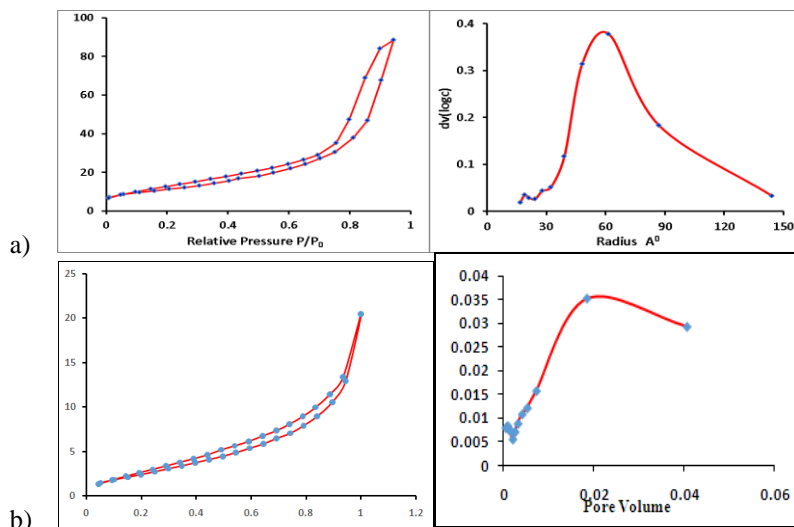 a)
100
80
60
40
20
0
0 0.2 0.4 0.6 0.8 1
Relative Pressure P/P₀
dv(logc)
0.4
0.3
0.2
0.1
0
0 30 60 90 120 150
Radius A⁰
b)
25
20
15
10
5
0
0 0.2 0.4 0.6 0.8 1 1.2
0.04
0.035
0.03
0.025
0.02
0.015
0.01
0.005
0
0 0.02 0.04 0.06
Pore Volume